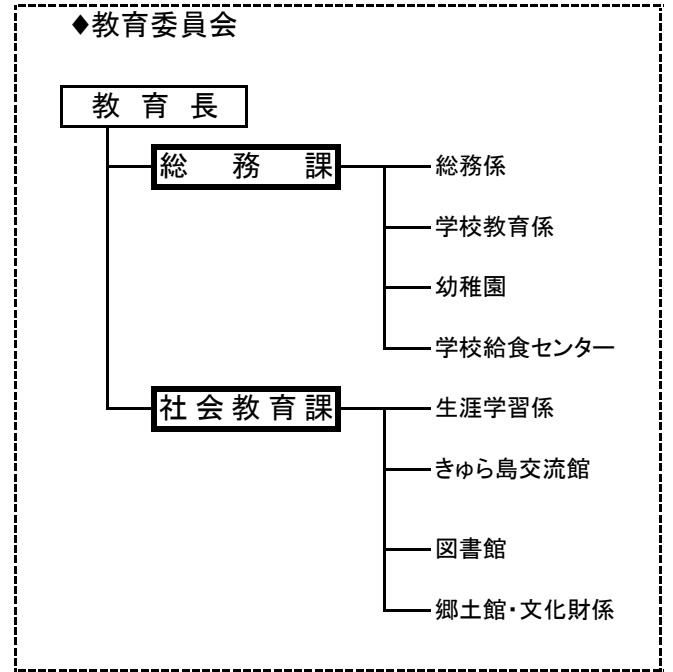 ♦教育委員会
教育長
総務課
総務係
学校教育係
幼稚園
学校給食センター
社会教育課
生涯学習係
きゅら島交流館
図書館
郷土館・文化財係